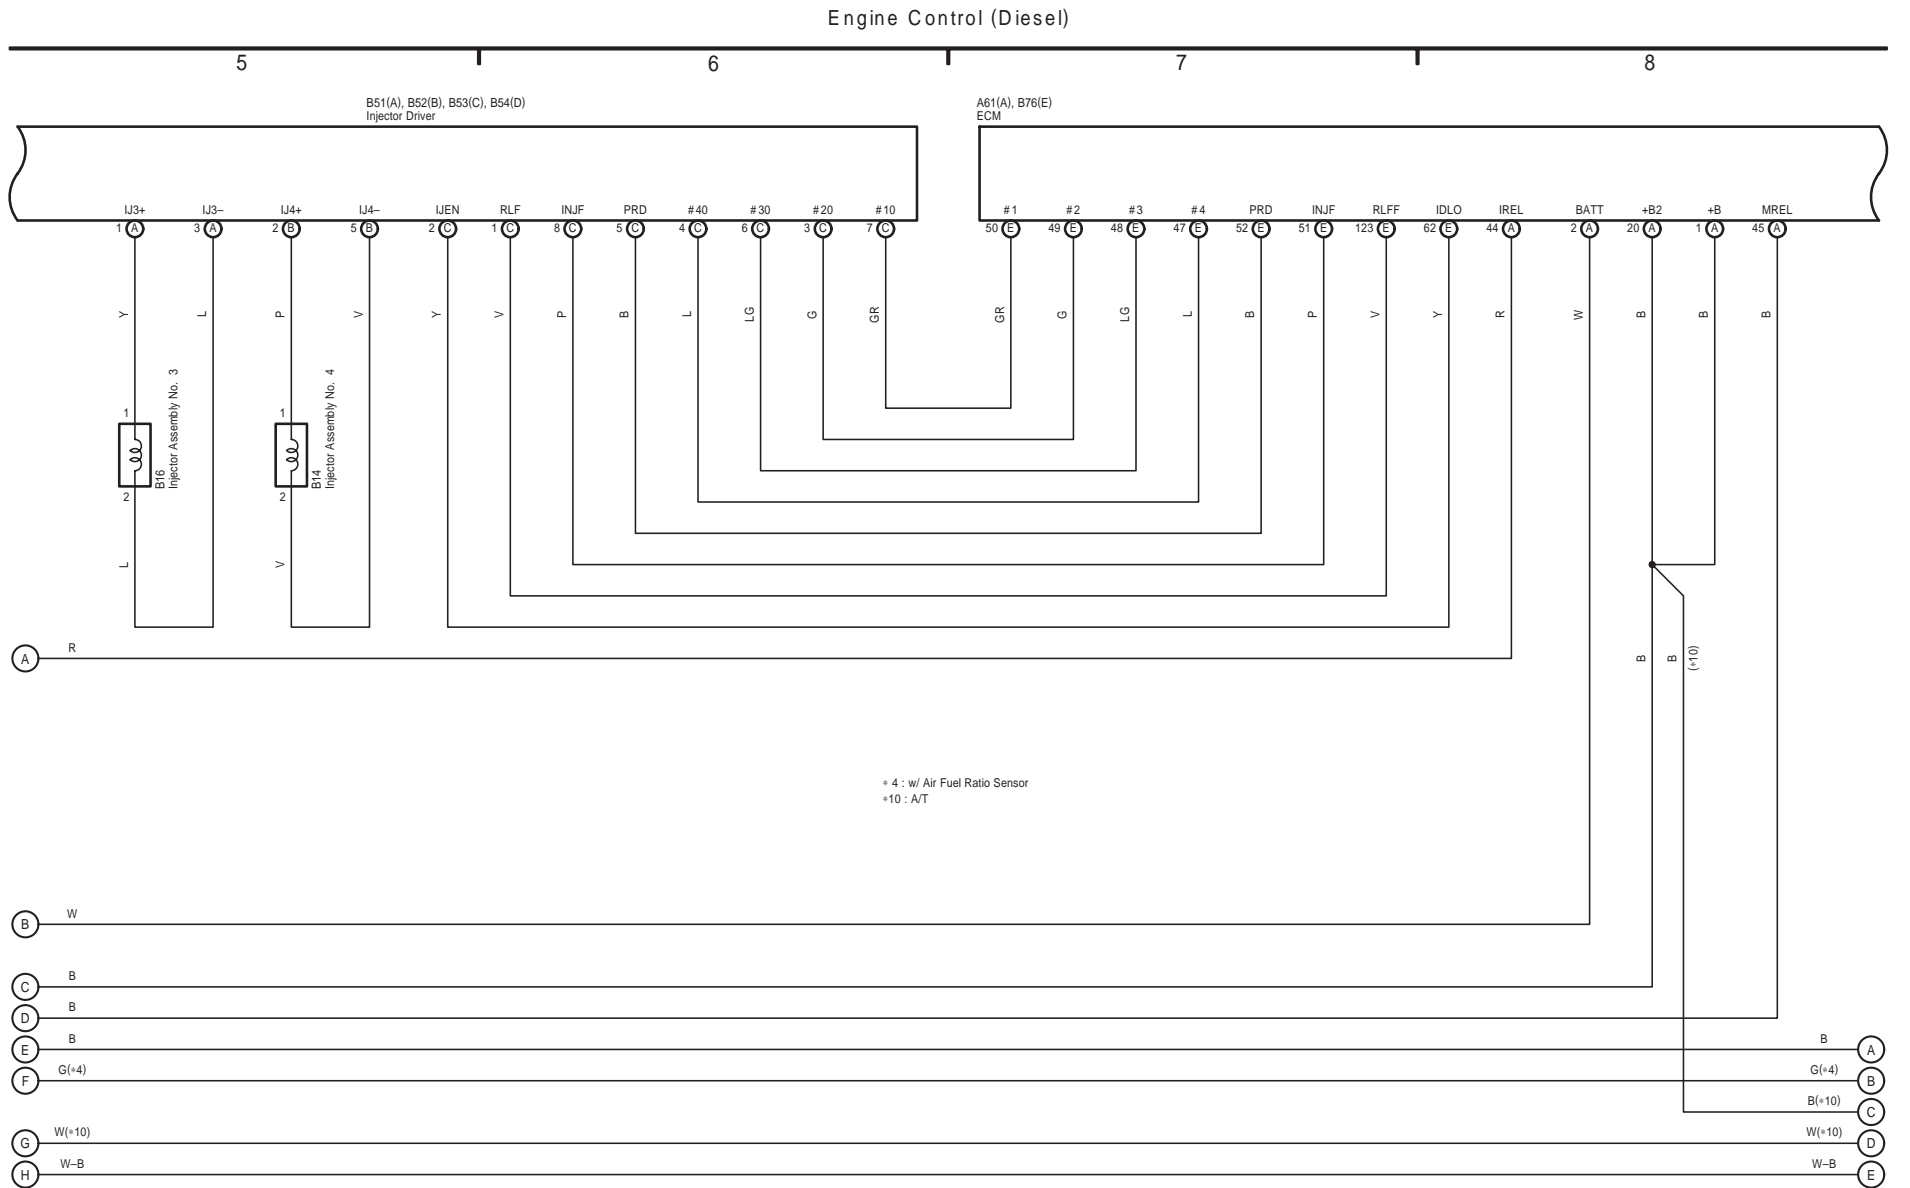 Engine Control (Diesel)
5 6 7 8
B51(A), B52(B), B53(C), B54(D)
Injector Driver
A61(A), B76(E)
ECM
IJ3+ IJ3– IJ4+ IJ4– IJEN RLF INJF PRD #40 #30 #20 #10 #1 #2 #3 #4 PRD INJF RLFF IDLO IREL BATT +B2 +B MREL
1 A 3 A 2 B 5 B 2 C 1 C 8 C 5 C 4 C 6 C 3 C 7 C 50 E 49 E 48 E 47 E 52 E 51 E 123 E 62 E 44 A 2 A 20 A 1 A 45 A
Y L P V Y V P B L LG G GR GR G LG L B P V Y R W B B B
1 1
B16
Injector Assembly No. 3
B14
Injector Assembly No. 4
2 2
L V
A R
B B
(*10)
* 4 : w/ Air Fuel Ratio Sensor
*10 : A/T
B W
C B
D B
E B B A
F G(*4) G(*4) B
B(*10) C
G W(*10) W(*10) D
H W–B W–B E